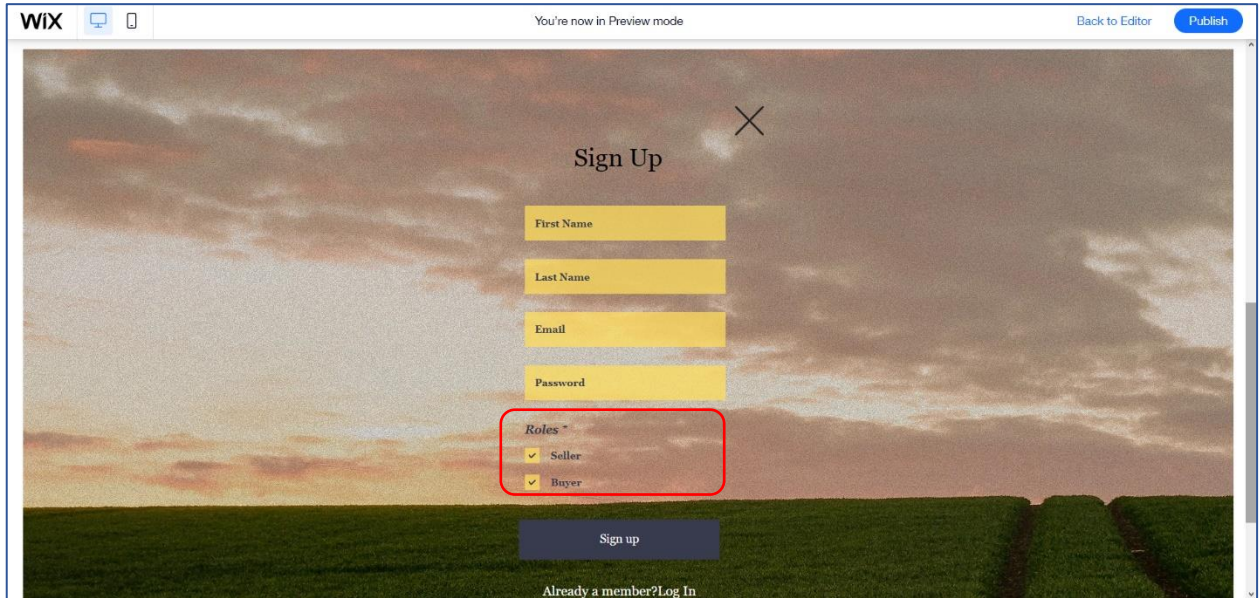 WiX
You're now in Preview mode
Back to Editor
Publish
Sign Up
First Name
Last Name
Email
Password
Roles *
Seller
Buyer
Sign up
Already a member?Log In